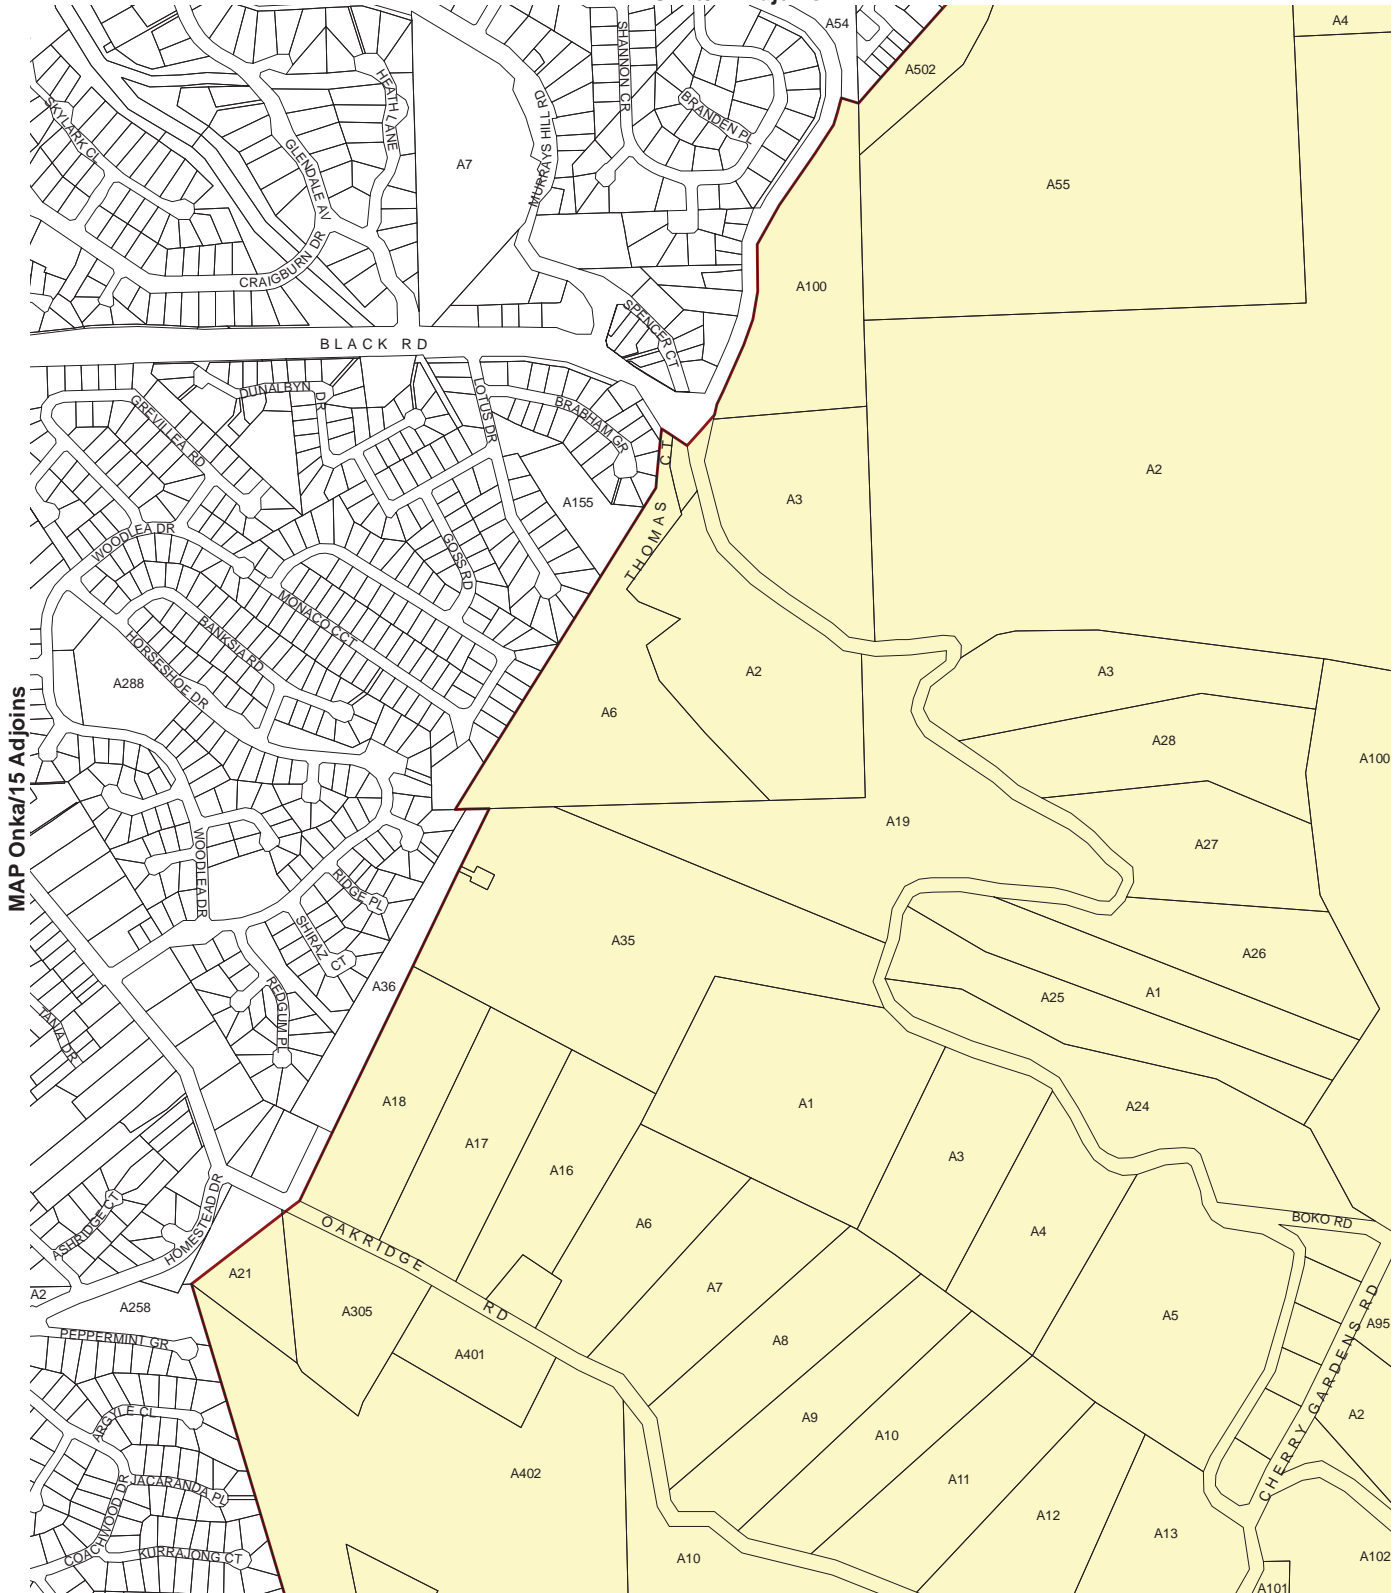 A54
A4
A502
SHANNON CR
HEATH LANE
BRANDEN PL
MURRAYS HILL RD
SKYLARK CL
GLENDALE AV
A7
A55
CRAIGBURN DR
A100
SPENCER CT
BLACK RD
DUNALBYN DR
LOTUS DR
GREVILLEA RD
BRABHAM GR
A2
A3
A155
THOMAS CT
WOODLEA DR
GOSS RD
MONACO CCT
BANKSIA RD
HORSESHOE DR
A288
A2
A3
A6
A28
A100
MAP Onka/15 Adjoins
A19
A27
WOODLEA DR
RIDGE PL
SHIRAZ CT
A35
A26
A36
A25
A1
REDGUM PL
TANIA DR
A18
A1
A24
A17
A16
A3
ASHRIDGE CT
HOMESTEAD DR
OAKRIDGE RD
A6
A4
BOKO RD
A21
A7
A2
A258
A305
A5
A95
PEPPERMINT GR
A8
A401
CHERRY GARDENS RD
ARGYLE CL
A9
A2
A10
A402
A11
JACARANDA PL
COACHWOOD DR
A12
A13
KURRAJONG CT
A10
A102
A101